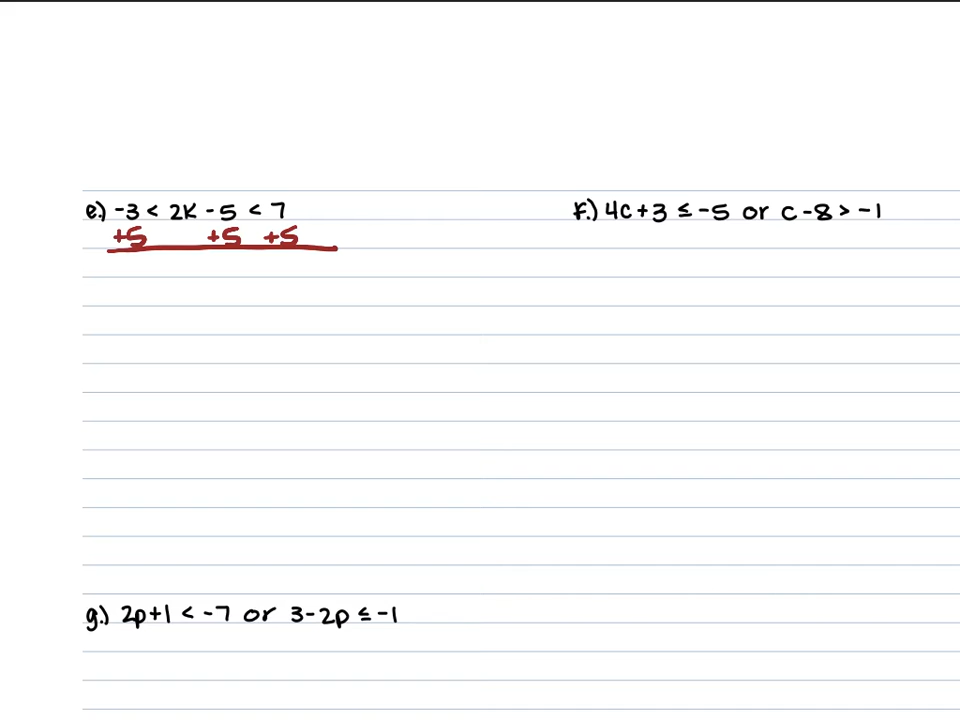 e.) -3 < 2K - 5 < 7
+5 +5 +5
f.) 4c+3 ≤ -5 or c-8 > -1
g.) 2p+1 < -7 or 3-2p ≤ -1